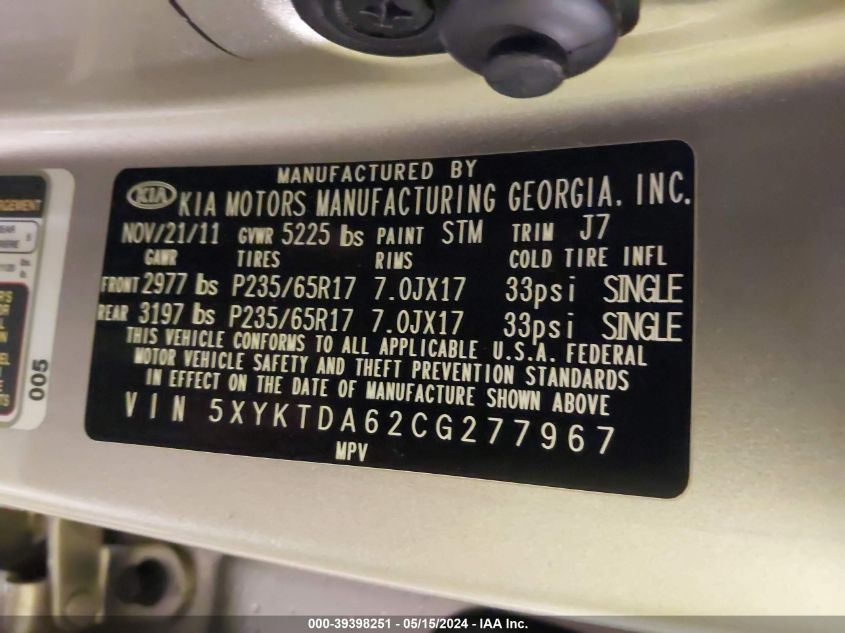 MANUFACTURED BY
KIA KIA MOTORS MANUFACTURING GEORGIA, INC.
NOV/21/11 GVWR 5225 lbs PAINT STM TRIM J7
GAWR TIRES RIMS COLD TIRE INFL
FRONT 2977 lbs P235/65R17 7.0JX17 33psi SINGLE
REAR 3197 lbs P235/65R17 7.0JX17 33psi SINGLE
THIS VEHICLE CONFORMS TO ALL APPLICABLE U.S.A. FEDERAL
MOTOR VEHICLE SAFETY AND THEFT PREVENTION STANDARDS
IN EFFECT ON THE DATE OF MANUFACTURE SHOWN ABOVE
VIN 5XYKTDA62CG277967
MPV
005
000-39398251 - 05/15/2024 - IAA Inc.